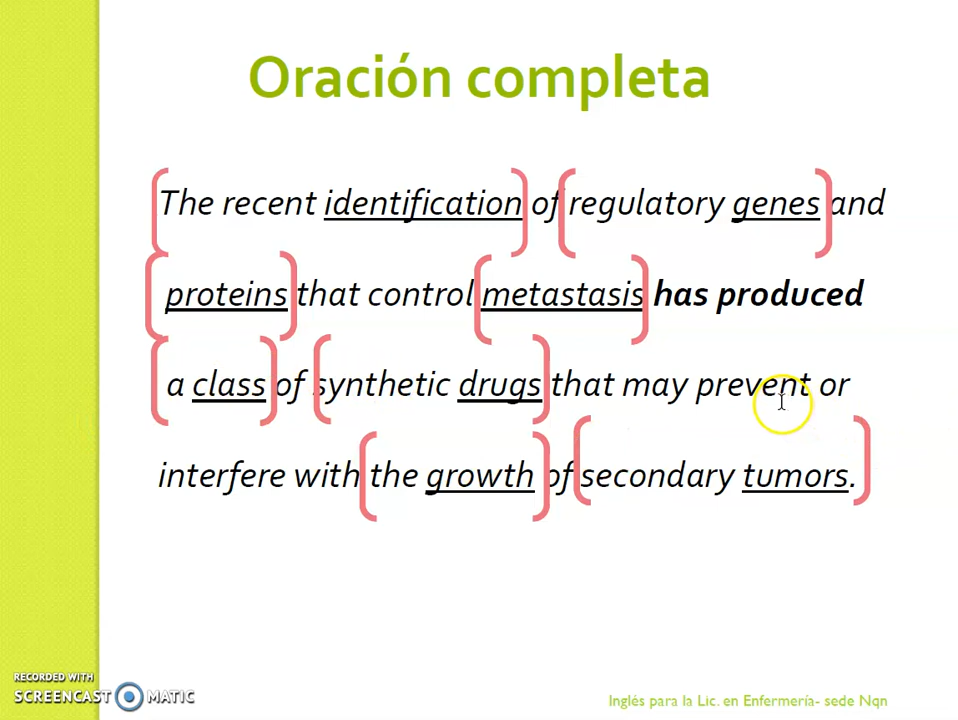 Oración completa
The recent identification of regulatory genes and
proteins that control metastasis has produced
a class of synthetic drugs that may prevent or
interfere with the growth of secondary tumors.
RECORDED WITH
SCREENCAST MATIC
Inglés para la Lic. en Enfermería- sede Nqn